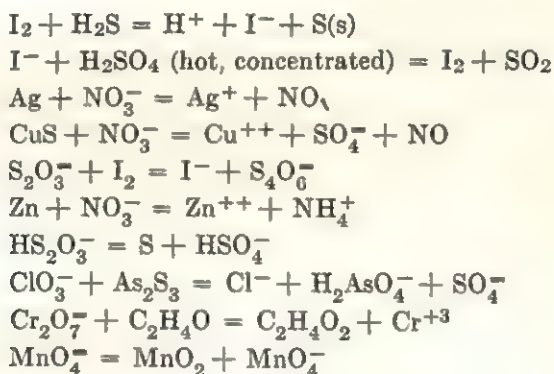 I₂ + H₂S = H⁺ + I⁻ + S(s)
I⁻ + H₂SO₄ (hot, concentrated) = I₂ + SO₂
Ag + NO₃⁻ = Ag⁺ + NO
CuS + NO₃⁻ = Cu⁺⁺ + SO₄⁼ + NO
S₂O₃⁼ + I₂ = I⁻ + S₄O₆⁼
Zn + NO₃⁻ = Zn⁺⁺ + NH₄⁺
HS₂O₃⁻ = S + HSO₄⁻
ClO₃⁻ + As₂S₃ = Cl⁻ + H₂AsO₄⁻ + SO₄⁼
Cr₂O₇⁼ + C₂H₄O = C₂H₄O₂ + Cr⁺³
MnO₄⁼ = MnO₂ + MnO₄⁻